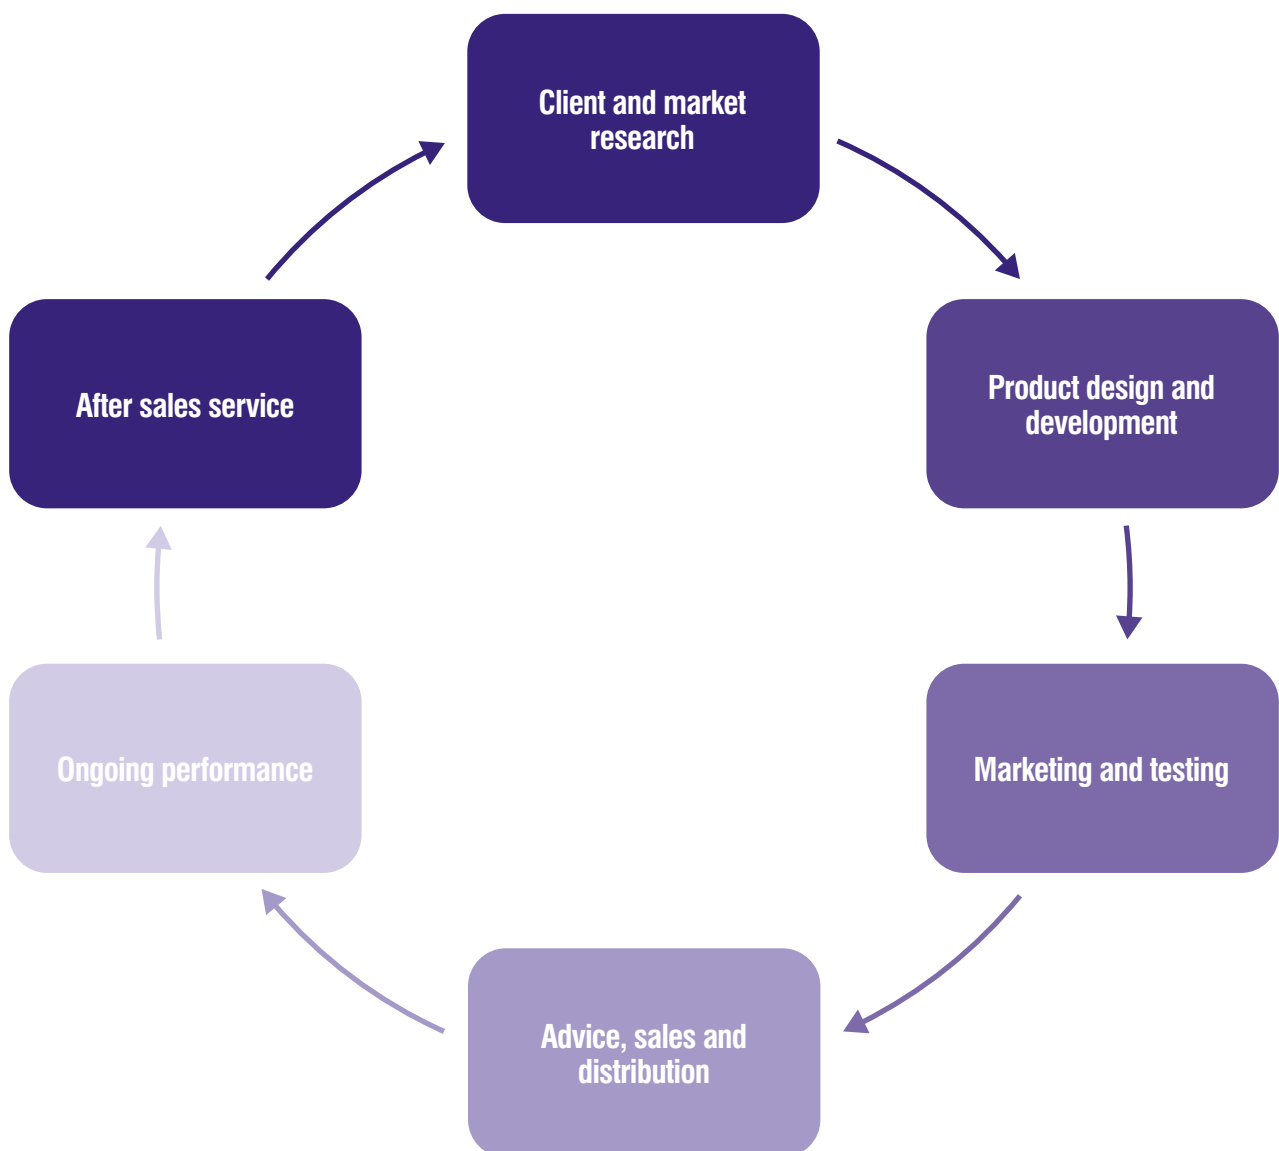 Client and market
research
Product design and
development
Marketing and testing
Advice, sales and
distribution
Ongoing performance
After sales service